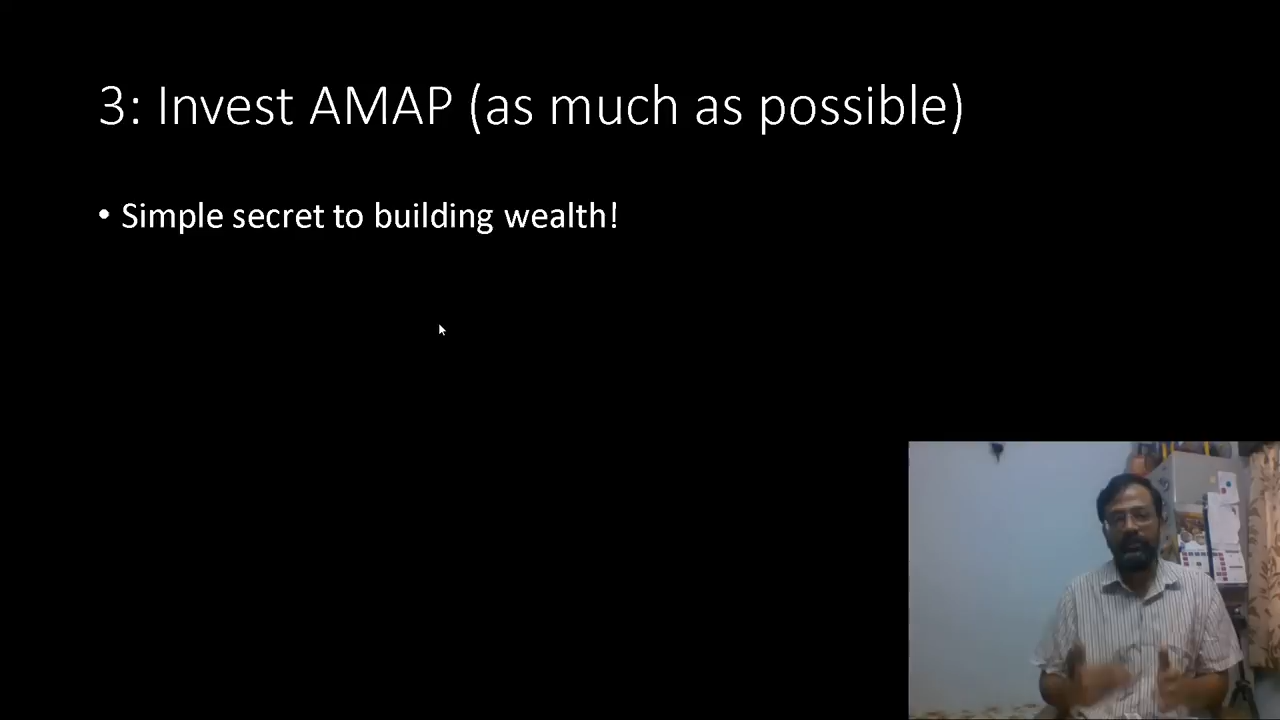 3: Invest AMAP (as much as possible)
• Simple secret to building wealth!